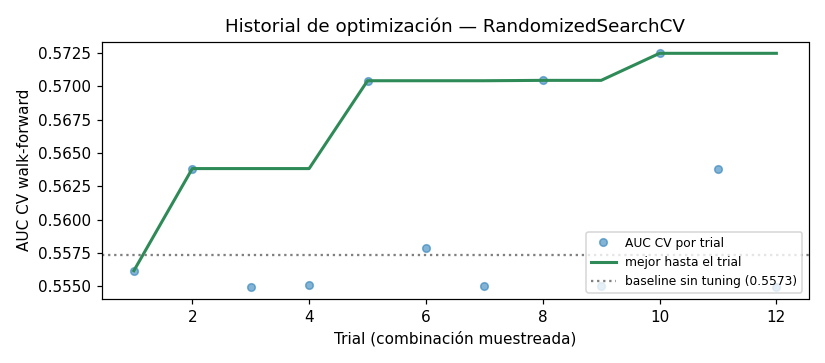 Historial de optimización — RandomizedSearchCV
AUC CV walk-forward
0.5725
0.5700
0.5675
0.5650
0.5625
0.5600
0.5575
0.5550
AUC CV por trial
mejor hasta el trial
baseline sin tuning (0.5573)
2 4 6 8 10 12
Trial (combinación muestreada)